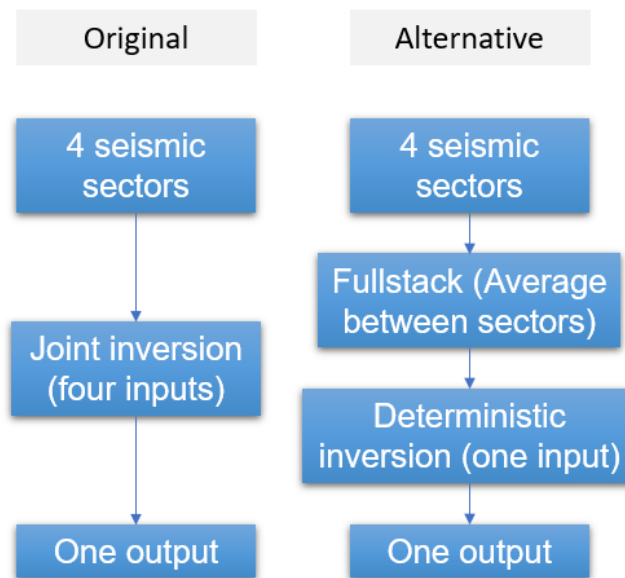 Original
4 seismic
sectors
Joint inversion
(four inputs)
One output
Alternative
4 seismic
sectors
Fullstack (Average
between sectors)
Deterministic
inversion (one input)
One output